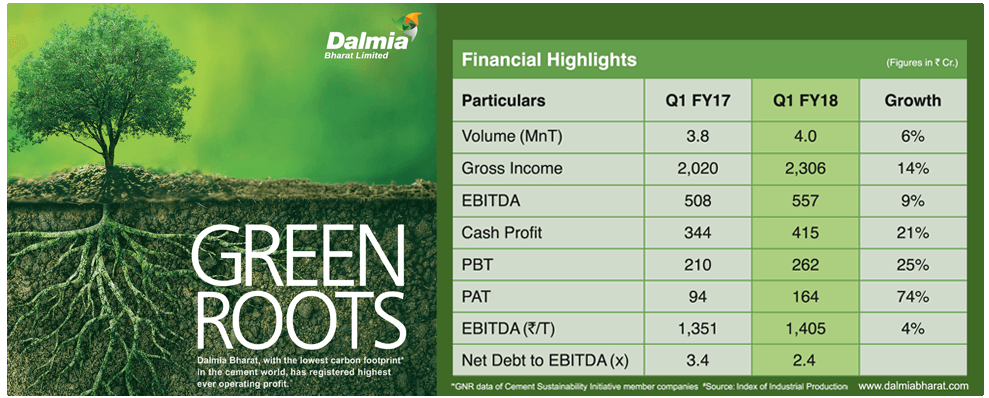 Dalmia
Bharat Limited
GREEN
ROOTS
Dalmia Bharat, with the lowest carbon footprint*
in the cement world, has registered highest
ever operating profit.
Financial Highlights (Figures in ₹ Cr.)
Particulars Q1 FY17 Q1 FY18 Growth
Volume (MnT) 3.8 4.0 6%
Gross Income 2,020 2,306 14%
EBITDA 508 557 9%
Cash Profit 344 415 21%
PBT 210 262 25%
PAT 94 164 74%
EBITDA (₹/T) 1,351 1,405 4%
Net Debt to EBITDA (x) 3.4 2.4
*GNR data of Cement Sustainability Initiative member companies #Source: Index of Industrial Production www.dalmiabharat.com